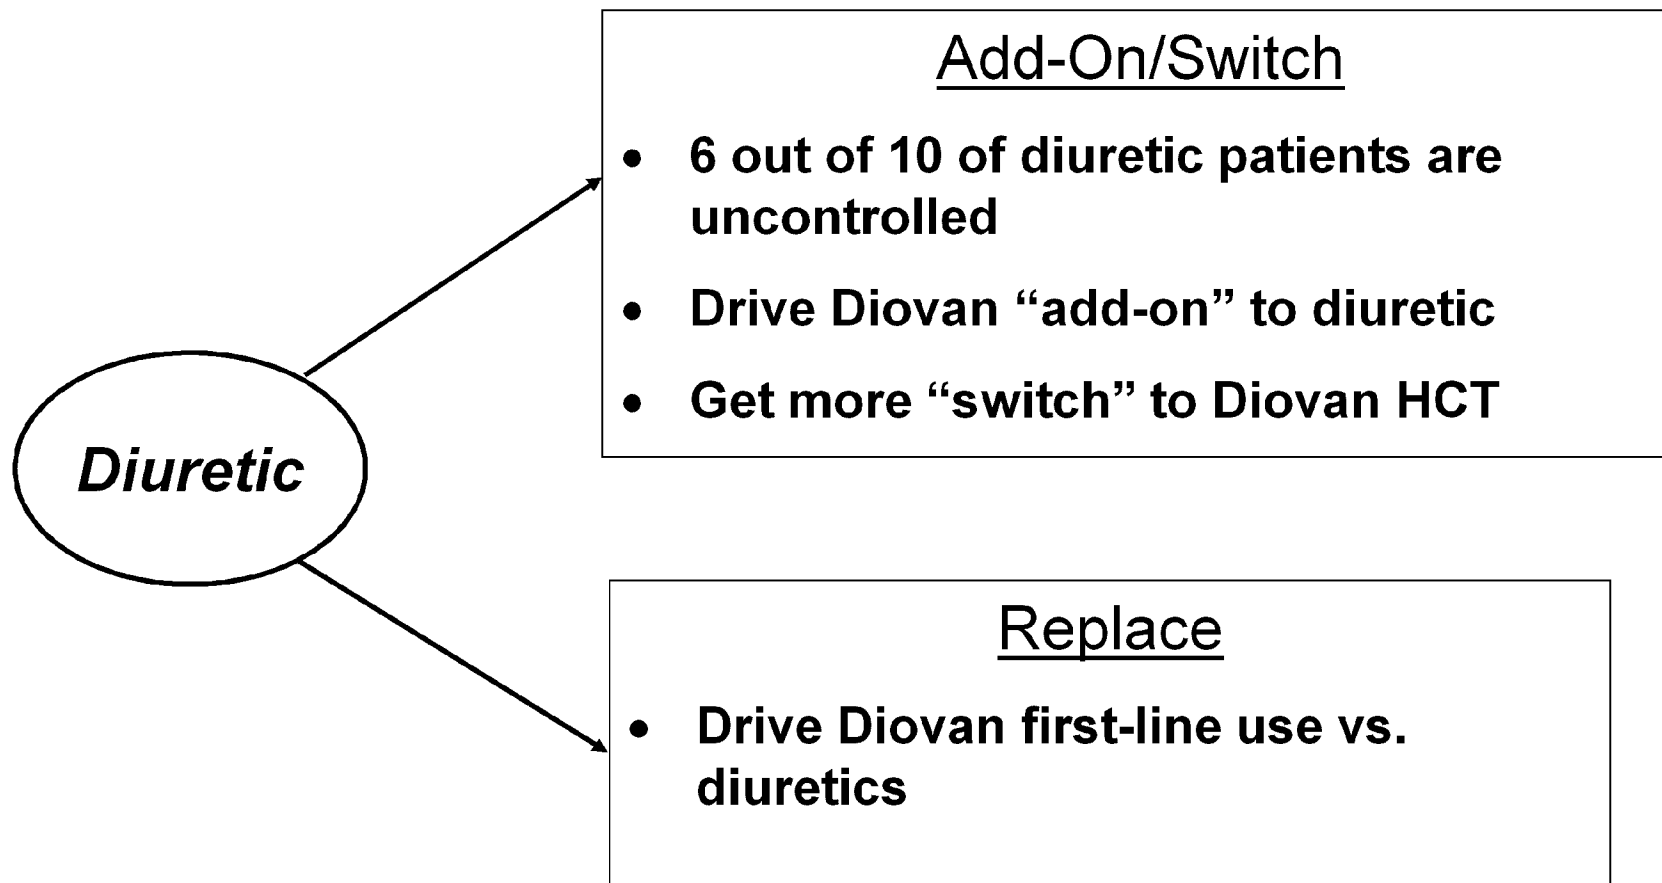 Add-On/Switch
• 6 out of 10 of diuretic patients are
uncontrolled
• Drive Diovan “add-on” to diuretic
• Get more “switch” to Diovan HCT
Diuretic
Replace
• Drive Diovan first-line use vs.
diuretics